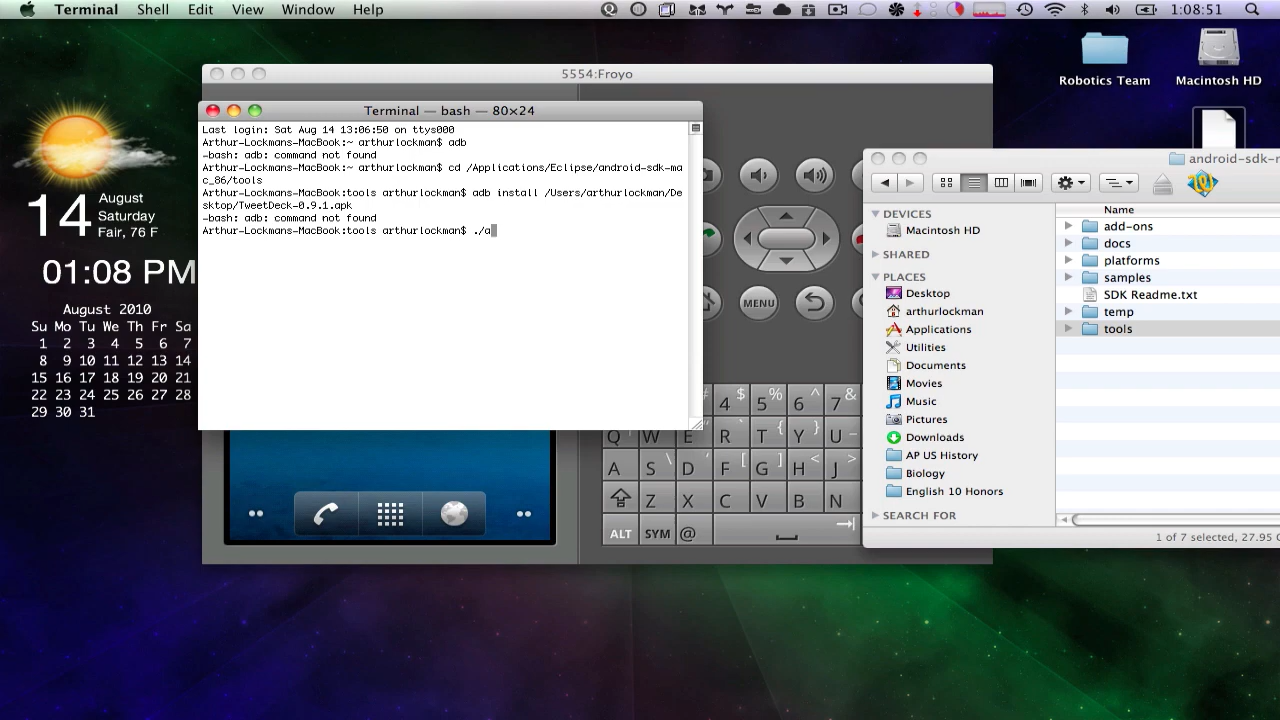 Terminal Shell Edit View Window Help 1:08:51
Robotics Team Macintosh HD
5554:Froyo
Terminal — bash — 80×24
Last login: Sat Aug 14 13:06:50 on ttys000
Arthur-Lockmans-MacBook:~ arthurlockman$ adb
-bash: adb: command not found
Arthur-Lockmans-MacBook:~ arthurlockman$ cd /Applications/Eclipse/android-sdk-ma
c_86/tools
Arthur-Lockmans-MacBook:tools arthurlockman$ adb install /Users/arthurlockman/De
sktop/TweetDeck-0.9.1.apk
-bash: adb: command not found
Arthur-Lockmans-MacBook:tools arthurlockman$ ./a
14 August
Saturday
Fair, 76 F
01:08 PM
August 2010
Su Mo Tu We Th Fr Sa
1 2 3 4 5 6 7
8 9 10 11 12 13 14
15 16 17 18 19 20 21
22 23 24 25 26 27 28
29 30 31
MENU
4 $ 5 % 6 ^ 7 &
Q W E R T { Y } U _
A S \ D F [ G ] H < J >
Z X C V B N
ALT SYM @
android-sdk-m
DEVICES
Macintosh HD
SHARED
PLACES
Desktop
arthurlockman
Applications
Utilities
Documents
Movies
Music
Pictures
Downloads
AP US History
Biology
English 10 Honors
SEARCH FOR
Name
add-ons
docs
platforms
samples
SDK Readme.txt
temp
tools
1 of 7 selected, 27.95